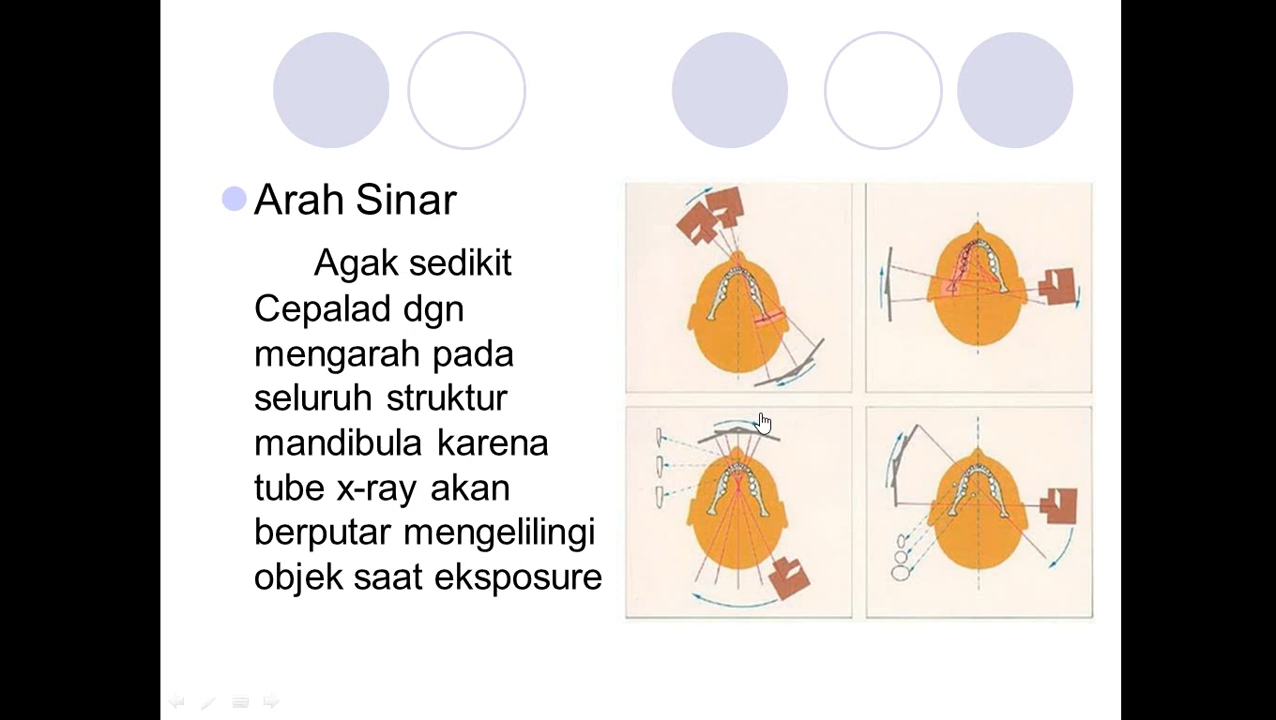 Arah Sinar
Agak sedikit
Cepalad dgn
mengarah pada
seluruh struktur
mandibula karena
tube x-ray akan
berputar mengelilingi
objek saat eksposure